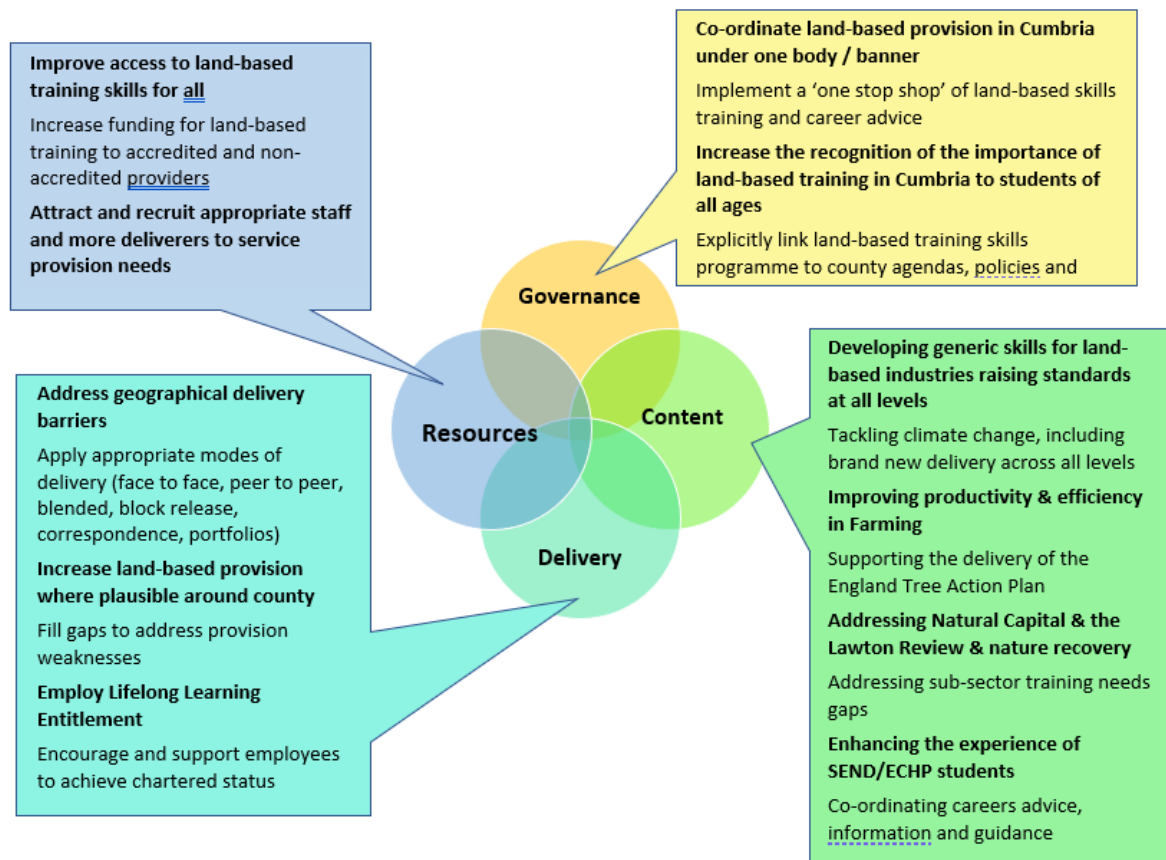 Improve access to land-based
training skills for all
Increase funding for land-based
training to accredited and non-
accredited providers
Attract and recruit appropriate staff
and more deliverers to service
provision needs
Co-ordinate land-based provision in Cumbria
under one body / banner
Implement a ‘one stop shop’ of land-based skills
training and career advice
Increase the recognition of the importance of
land-based training in Cumbria to students of
all ages
Explicitly link land-based training skills
programme to county agendas, policies and
Governance
Resources
Content
Delivery
Address geographical delivery
barriers
Apply appropriate modes of
delivery (face to face, peer to peer,
blended, block release,
correspondence, portfolios)
Increase land-based provision
where plausible around county
Fill gaps to address provision
weaknesses
Employ Lifelong Learning
Entitlement
Encourage and support employees
to achieve chartered status
Developing generic skills for land-
based industries raising standards
at all levels
Tackling climate change, including
brand new delivery across all levels
Improving productivity & efficiency
in Farming
Supporting the delivery of the
England Tree Action Plan
Addressing Natural Capital & the
Lawton Review & nature recovery
Addressing sub-sector training needs
gaps
Enhancing the experience of
SEND/ECHP students
Co-ordinating careers advice,
information and guidance